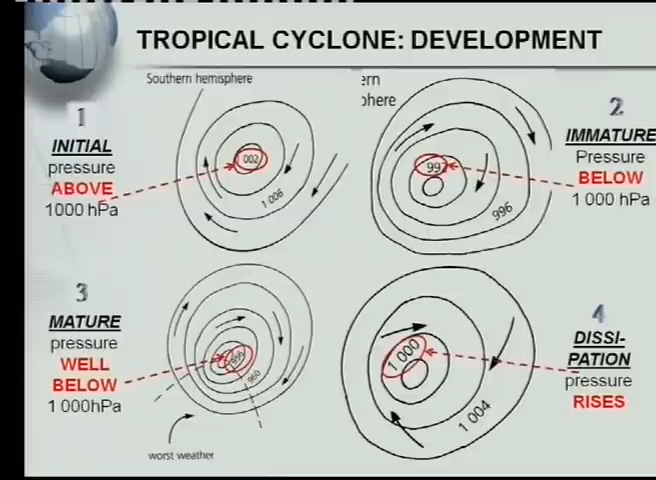 TROPICAL CYCLONE: DEVELOPMENT
Southern hemisphere
ern
phere
1
INITIAL
pressure
ABOVE
1000 hPa
002
1 006
2
IMMATURE
Pressure
BELOW
1 000 hPa
992
996
3
MATURE
pressure
WELL
BELOW
1 000hPa
956
960
worst weather
4
DISSI-
PATION
pressure
RISES
1 000
1 004